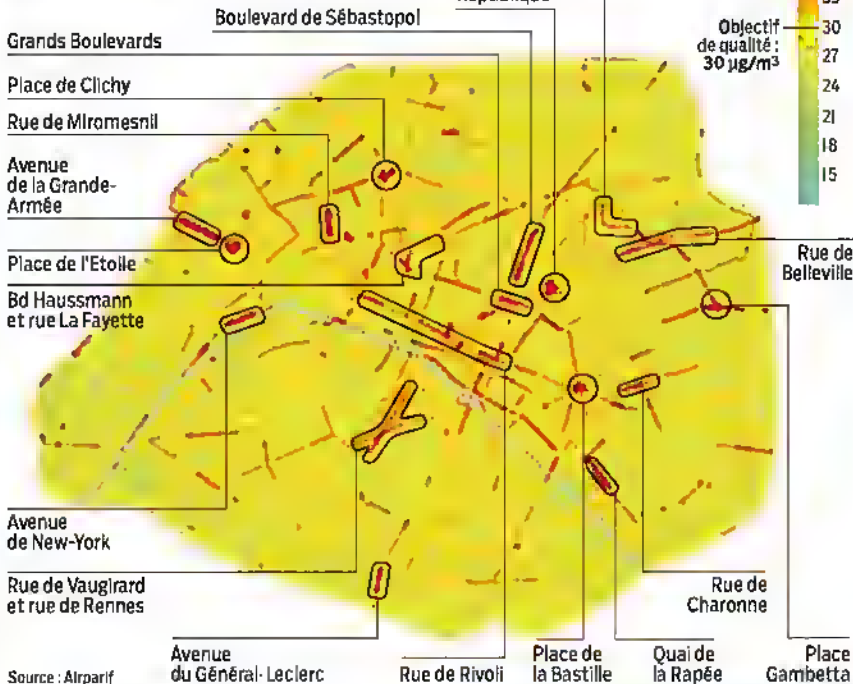 Boulevard de Sébastopol
Grands Boulevards
Place de Clichy
Rue de Miromesnil
Avenue
de la Grande-
Armée
Place de l'Etoile
Bd Haussmann
et rue La Fayette
Avenue
de New-York
Rue de Vaugirard
et rue de Rennes
Source : Airparif
Avenue
du Général-Leclerc
Rue de Rivoli
Place de
la Bastille
Quai de
la Rapée
Place
Gambetta
Rue de
Charonne
Rue de
Belleville
Objectif
de qualité :
30 µg/m³
30
27
24
21
18
15